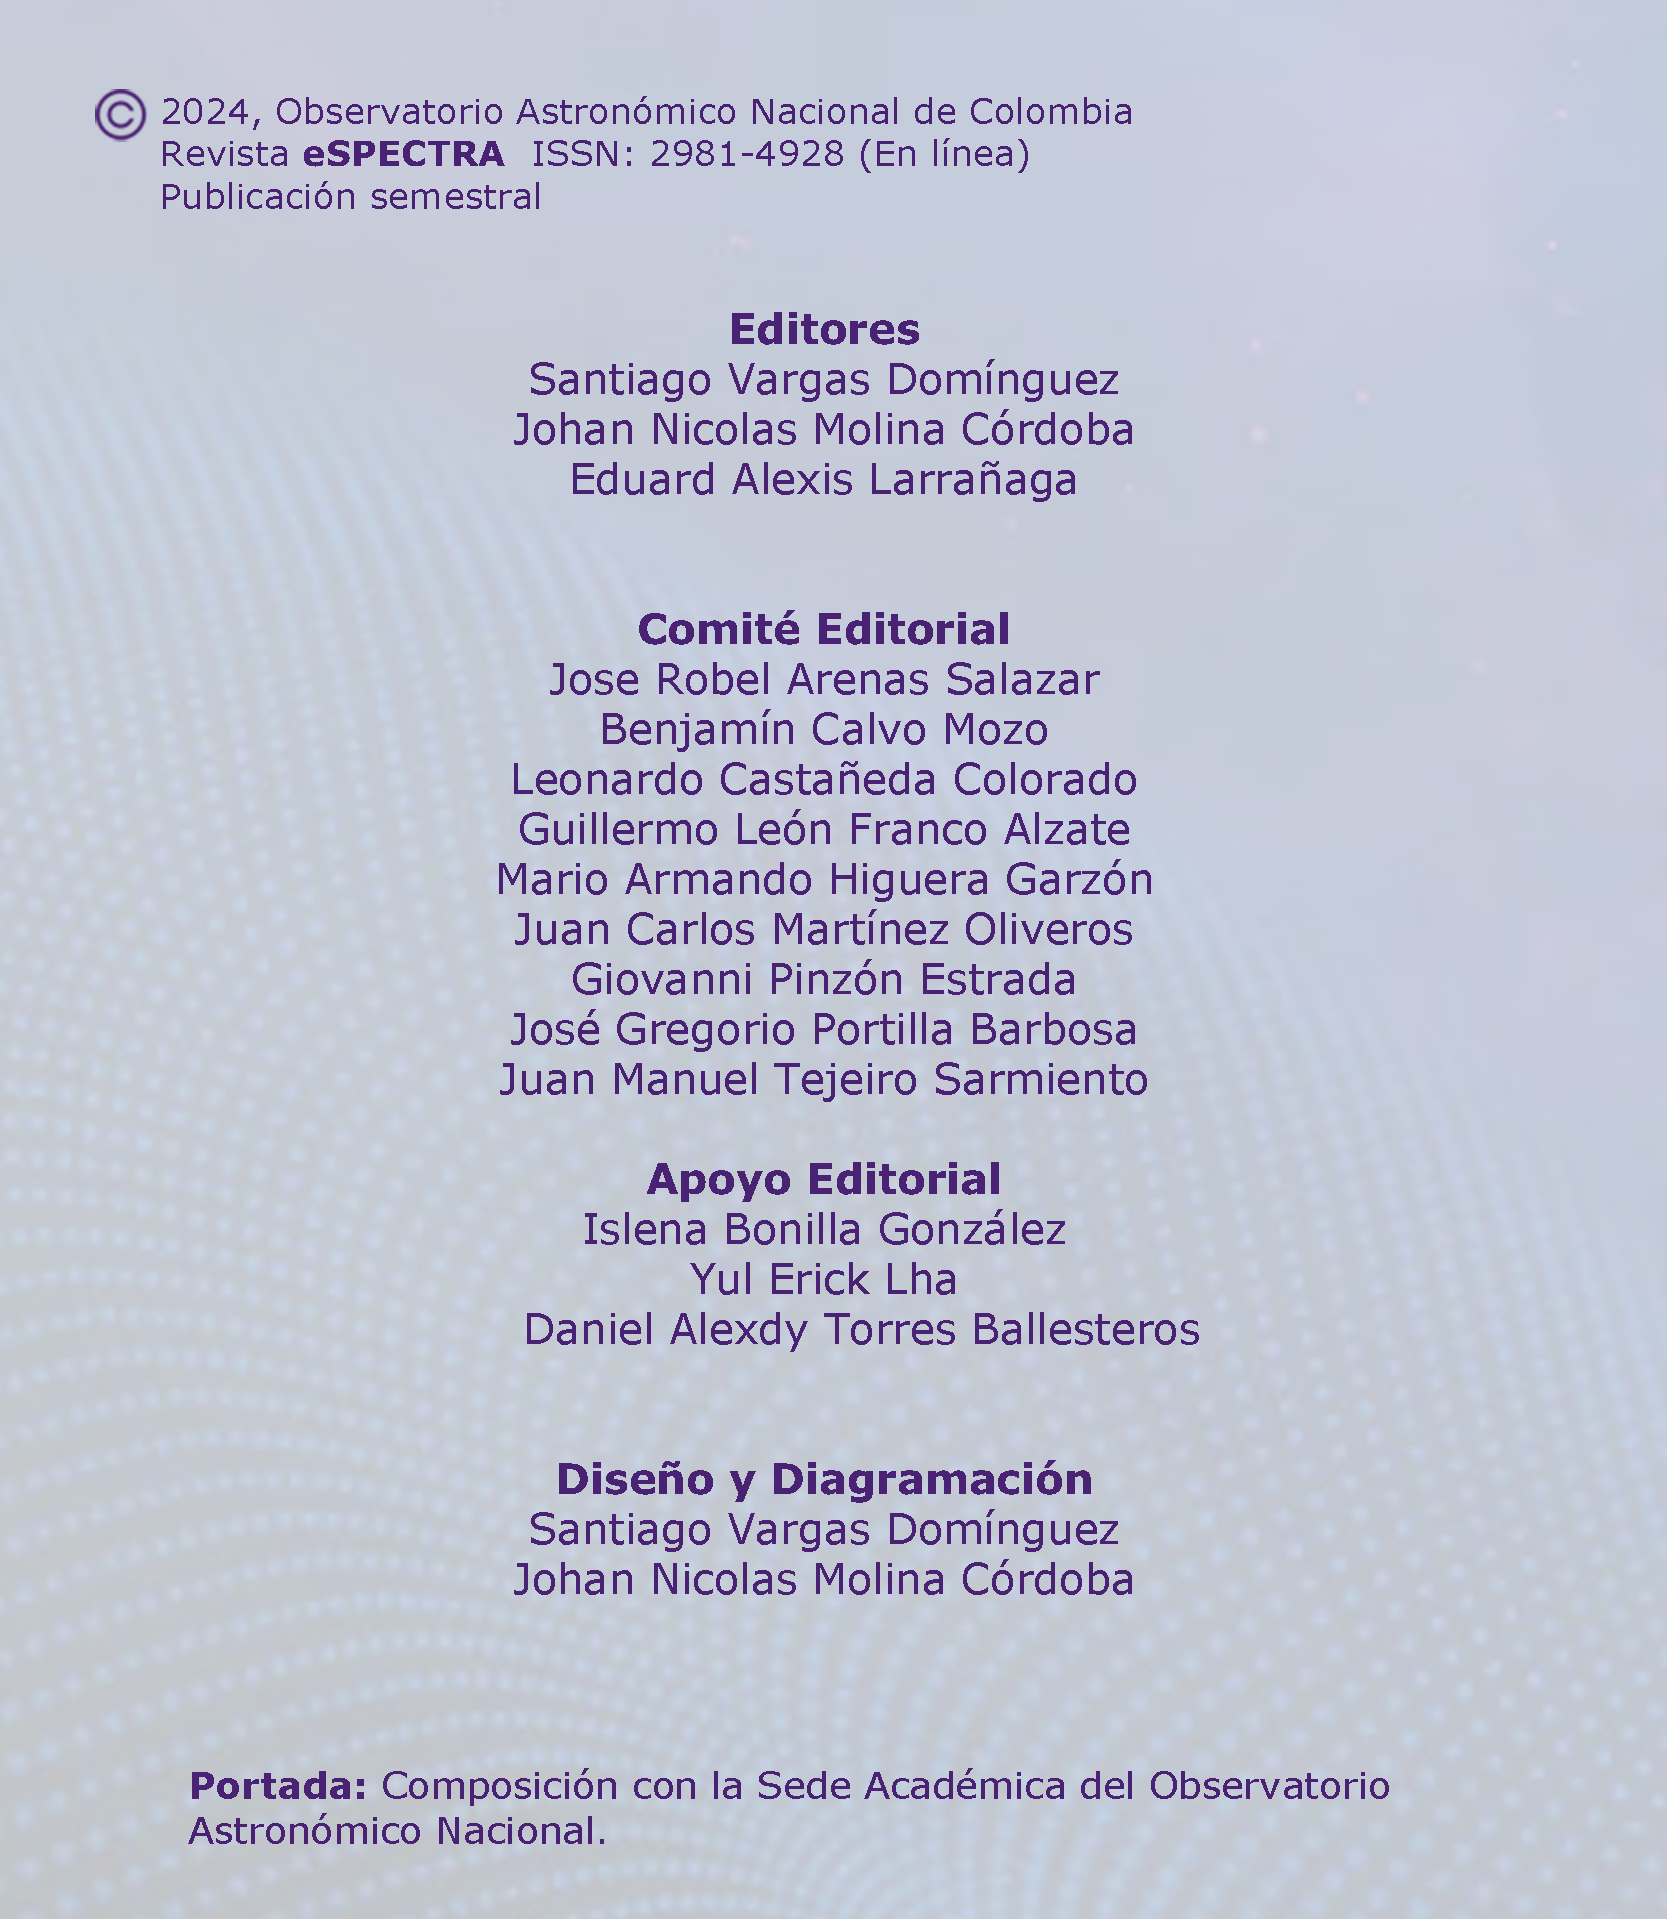 © 2024, Observatorio Astronómico Nacional de Colombia
Revista eSPECTRA ISSN: 2981-4928 (En línea)
Publicación semestral
Editores
Santiago Vargas Domínguez
Johan Nicolas Molina Córdoba
Eduard Alexis Larrañaga
Comité Editorial
Jose Robel Arenas Salazar
Benjamín Calvo Mozo
Leonardo Castañeda Colorado
Guillermo León Franco Alzate
Mario Armando Higuera Garzón
Juan Carlos Martínez Oliveros
Giovanni Pinzón Estrada
José Gregorio Portilla Barbosa
Juan Manuel Tejeiro Sarmiento
Apoyo Editorial
Islena Bonilla González
Yul Erick Lha
Daniel Alexdy Torres Ballesteros
Diseño y Diagramación
Santiago Vargas Domínguez
Johan Nicolas Molina Córdoba
Portada: Composición con la Sede Académica del Observatorio
Astronómico Nacional.